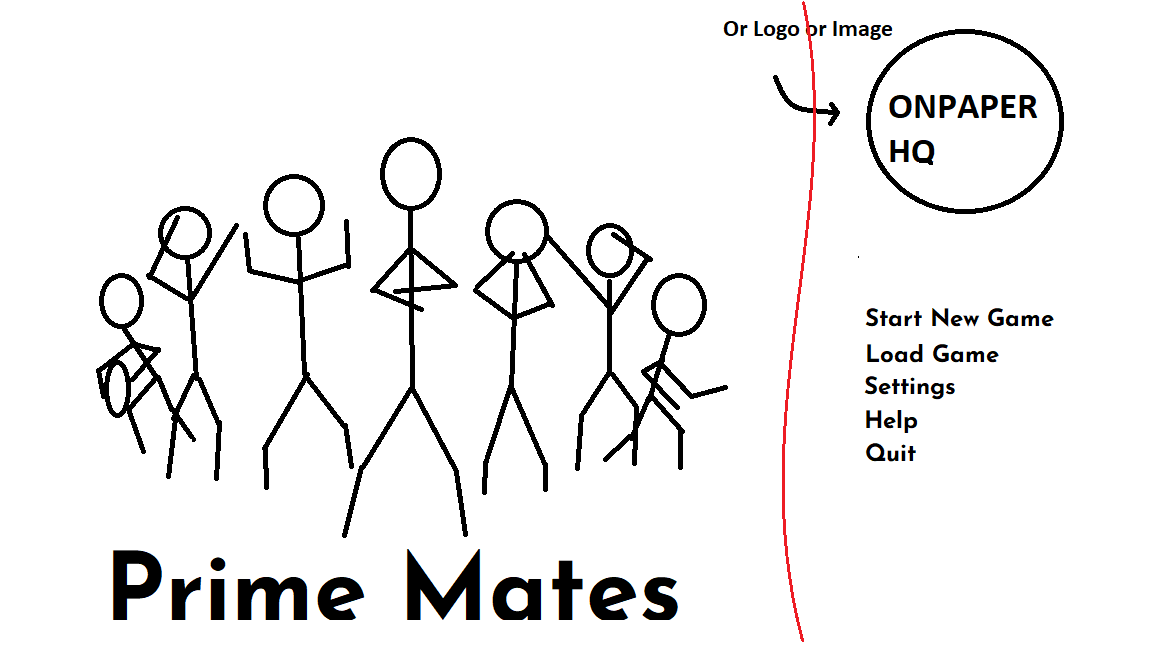 Or Logo or Image
ONPAPER
HQ
Start New Game
Load Game
Settings
Help
Quit
Prime Mates